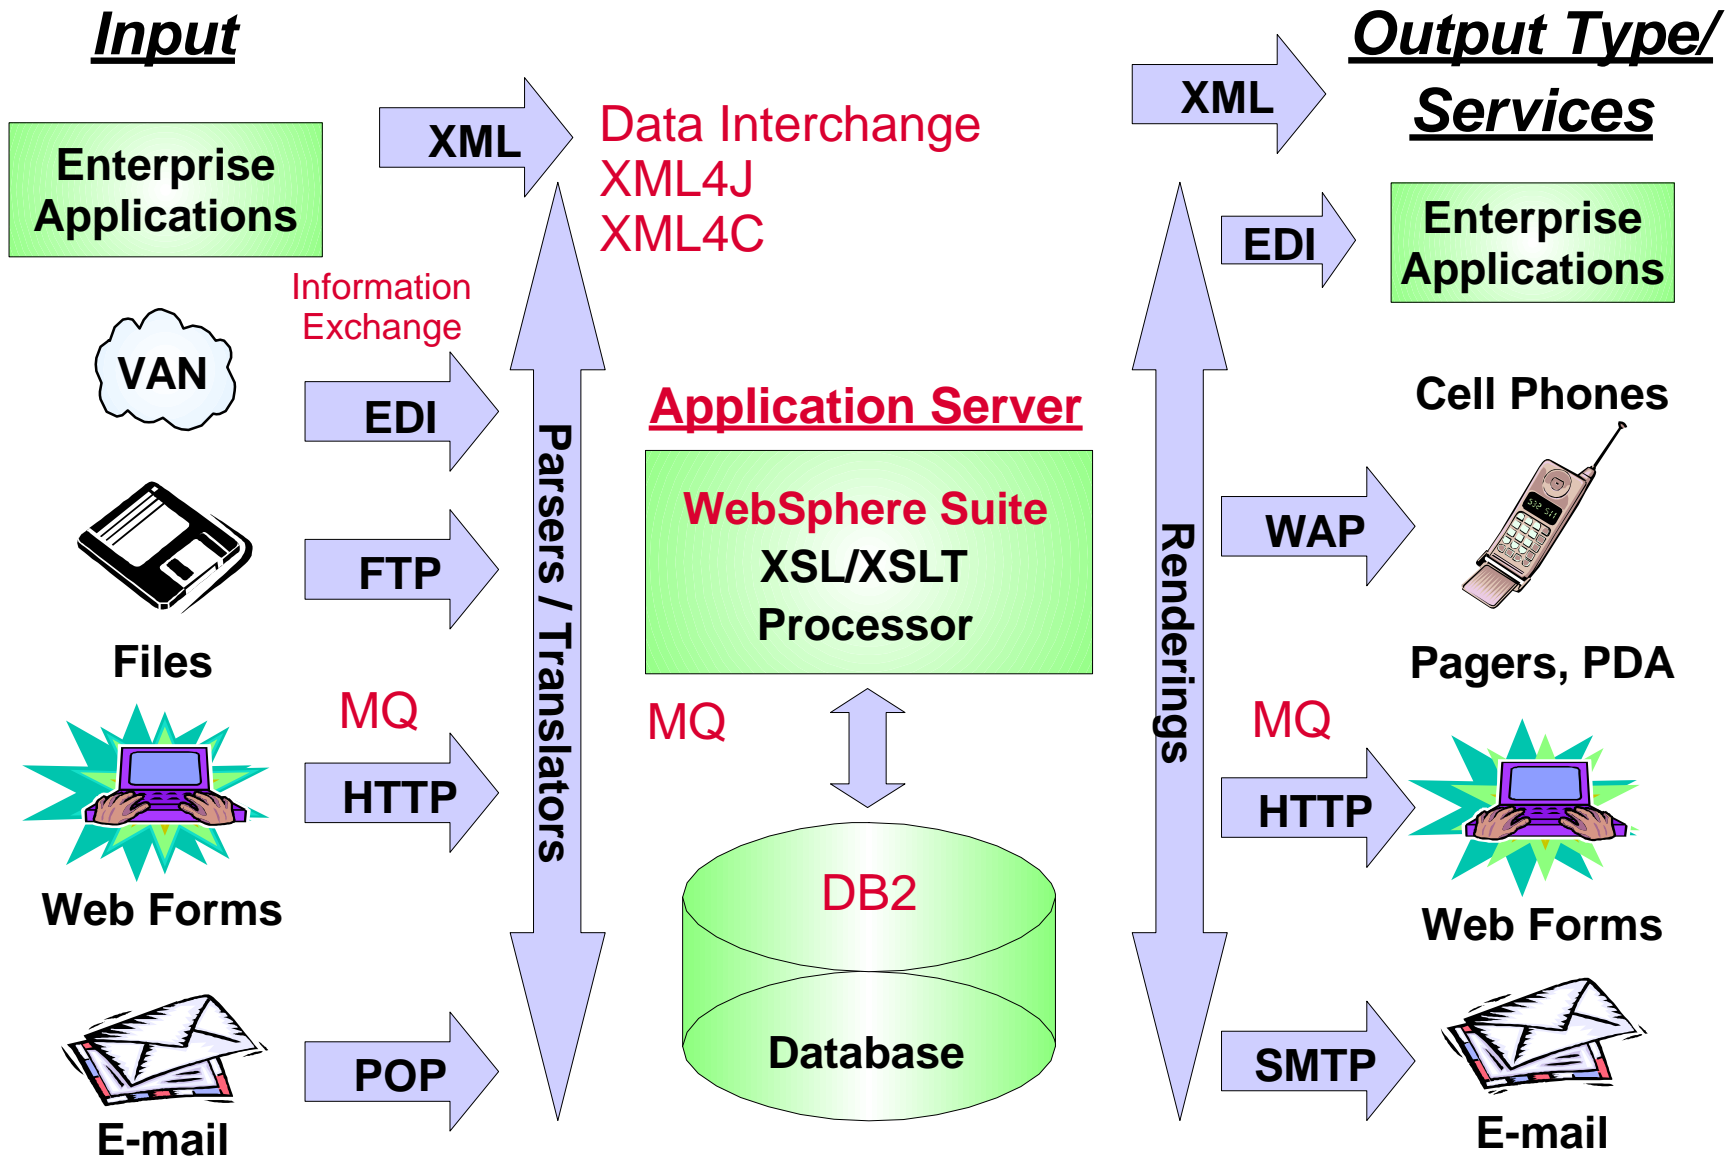 Input
Output Type/
Services
Enterprise
Applications
XML
Data Interchange
XML4J
XML4C
XML
EDI
Enterprise
Applications
Information
Exchange
VAN
EDI
Parsers / Translators
Application Server
WebSphere Suite
XSL/XSLT
Processor
Renderings
Cell Phones
WAP
532 511
Pagers, PDA
FTP
Files
MQ
HTTP
Web Forms
MQ
DB2
Database
MQ
HTTP
Web Forms
POP
E-mail
SMTP
E-mail